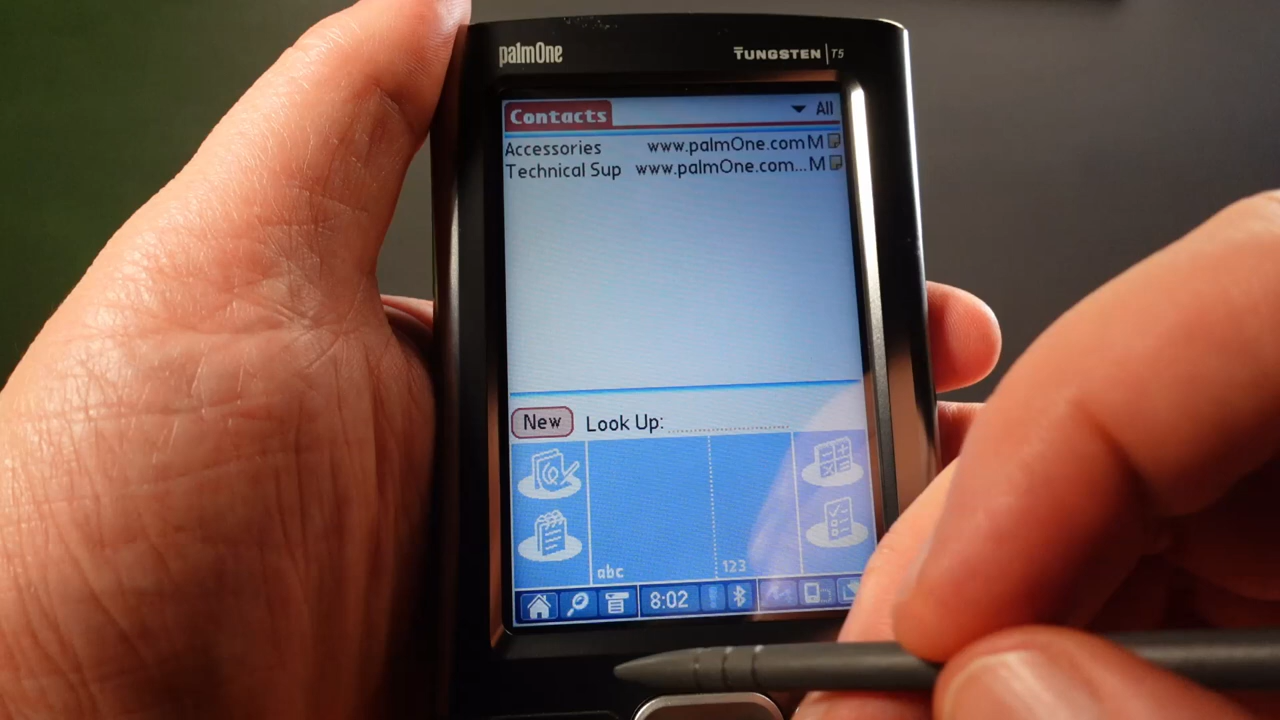 palmOne TUNGSTEN | T5
Contacts All
Accessories www.palmOne.com M
Technical Sup www.palmOne.com... M
New Look Up:
abc 123
8:02